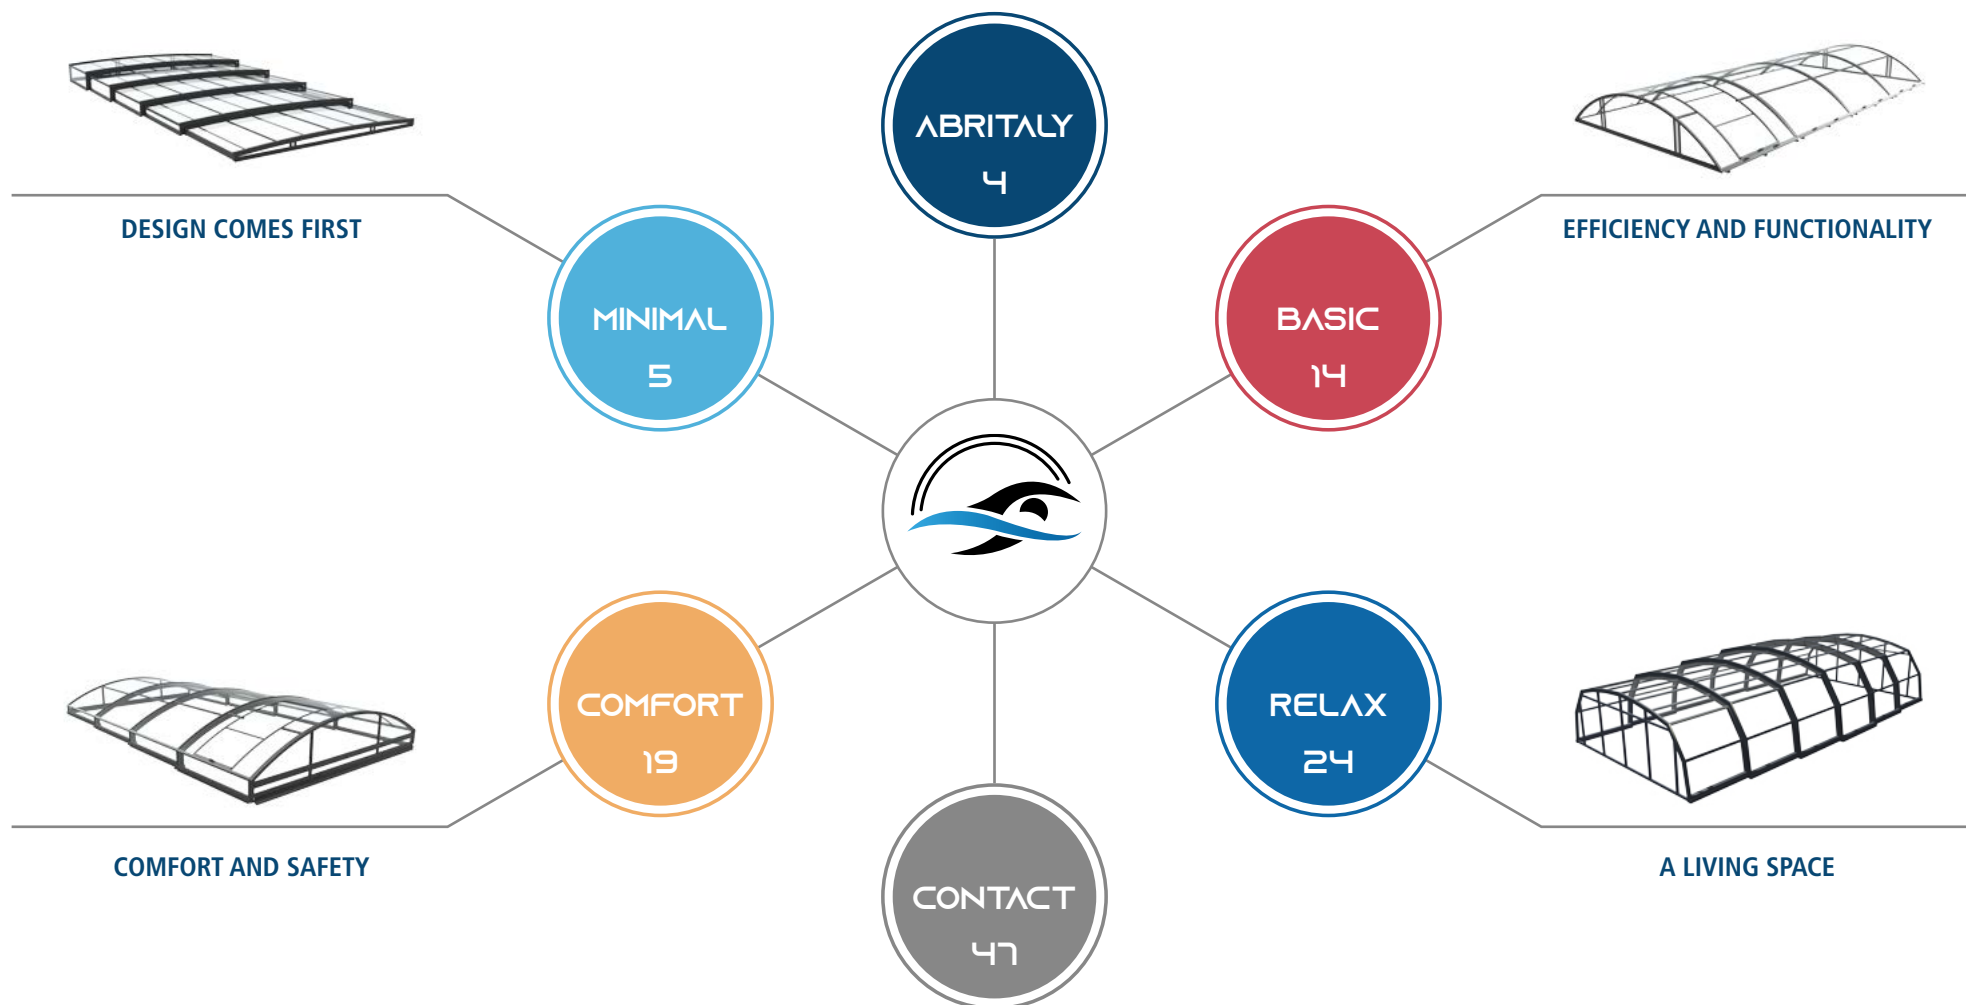 ABRITALY
4
DESIGN COMES FIRST
EFFICIENCY AND FUNCTIONALITY
MINIMAL
5
BASIC
14
COMFORT
19
RELAX
24
COMFORT AND SAFETY
A LIVING SPACE
CONTACT
47